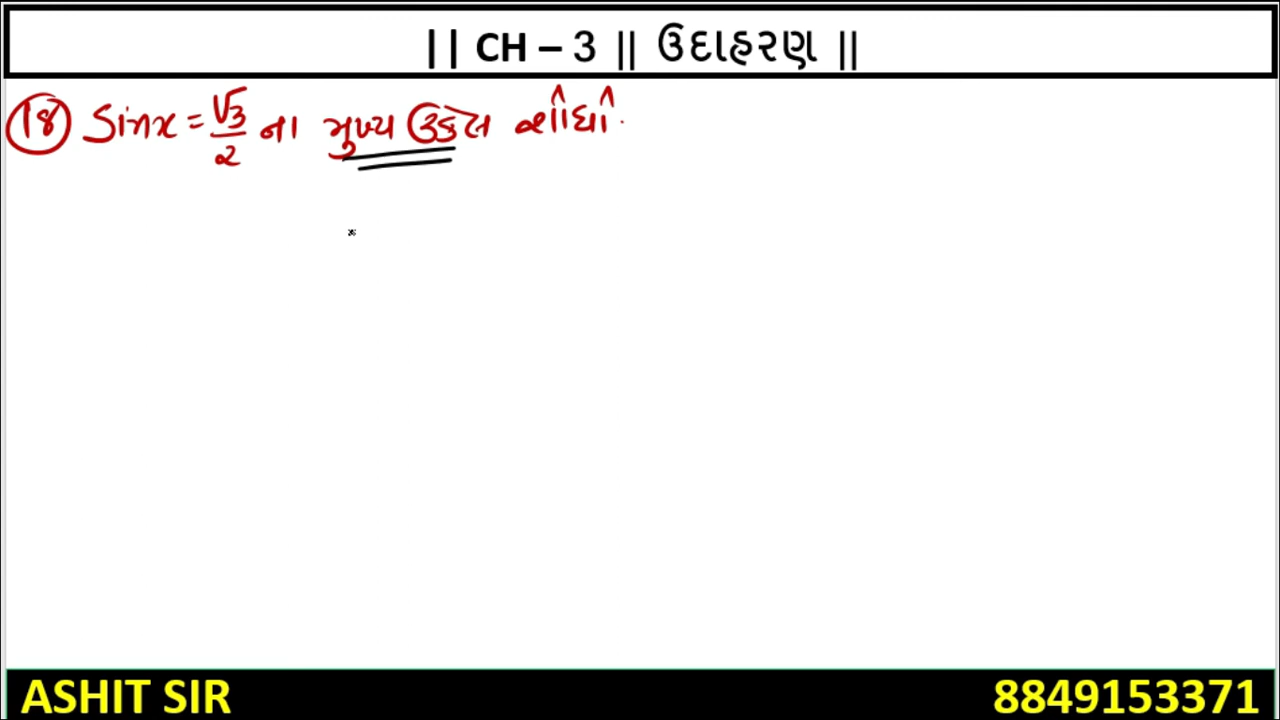 || CH – 3 || ઉદાહરણ ||
(18) Sinx = √3/2 ના મુખ્ય ઉકેલ શોધો.
ASHIT SIR
8849153371